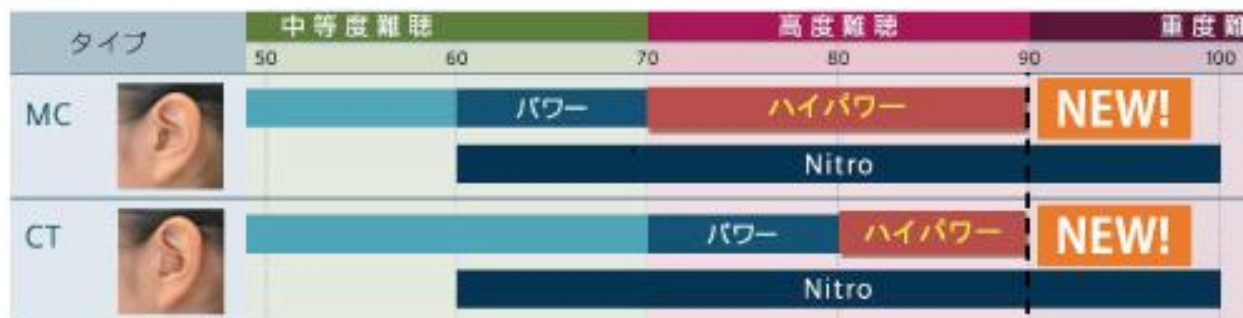 タイプ 中等度難聴 高度難聴 重度難
50 60 70 80 90 100
MC パワー ハイパワー NEW!
Nitro
CT パワー ハイパワー NEW!
Nitro